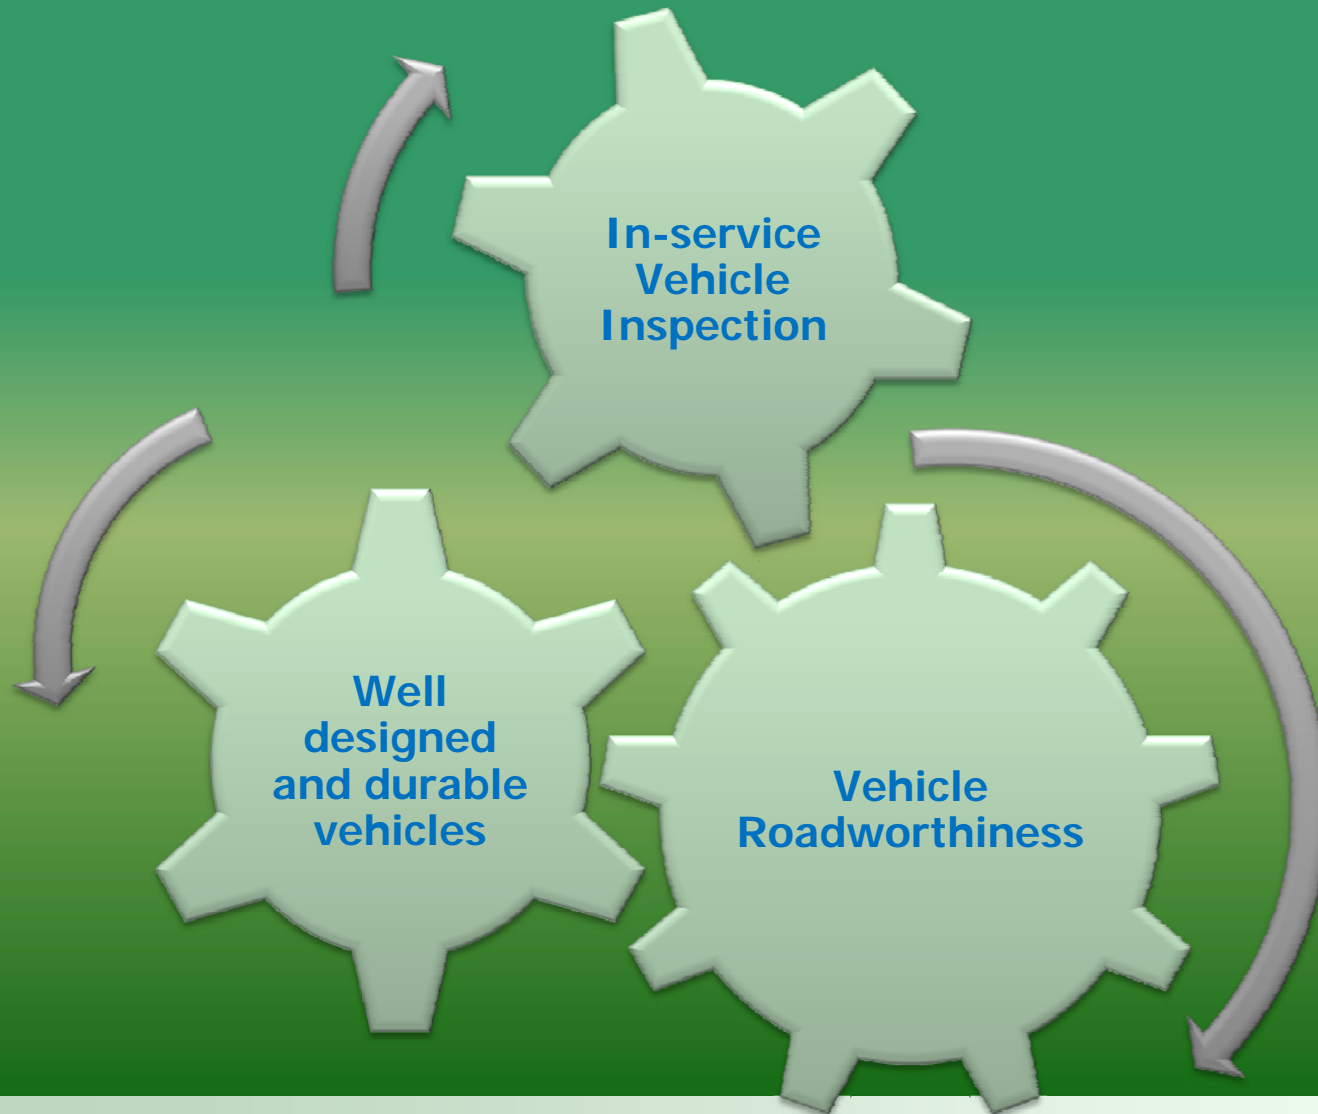 In-service
Vehicle
Inspection
Well
designed
and durable
vehicles
Vehicle
Roadworthiness